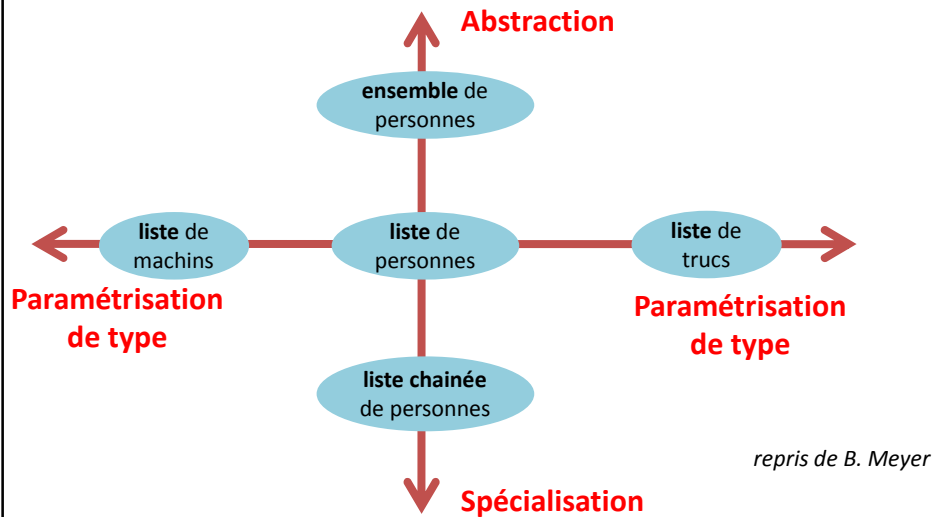 Abstraction
ensemble de
personnes
liste de
machins
liste de
personnes
liste de
trucs
Paramétrisation
de type
Paramétrisation
de type
liste chainée
de personnes
repris de B. Meyer
Spécialisation